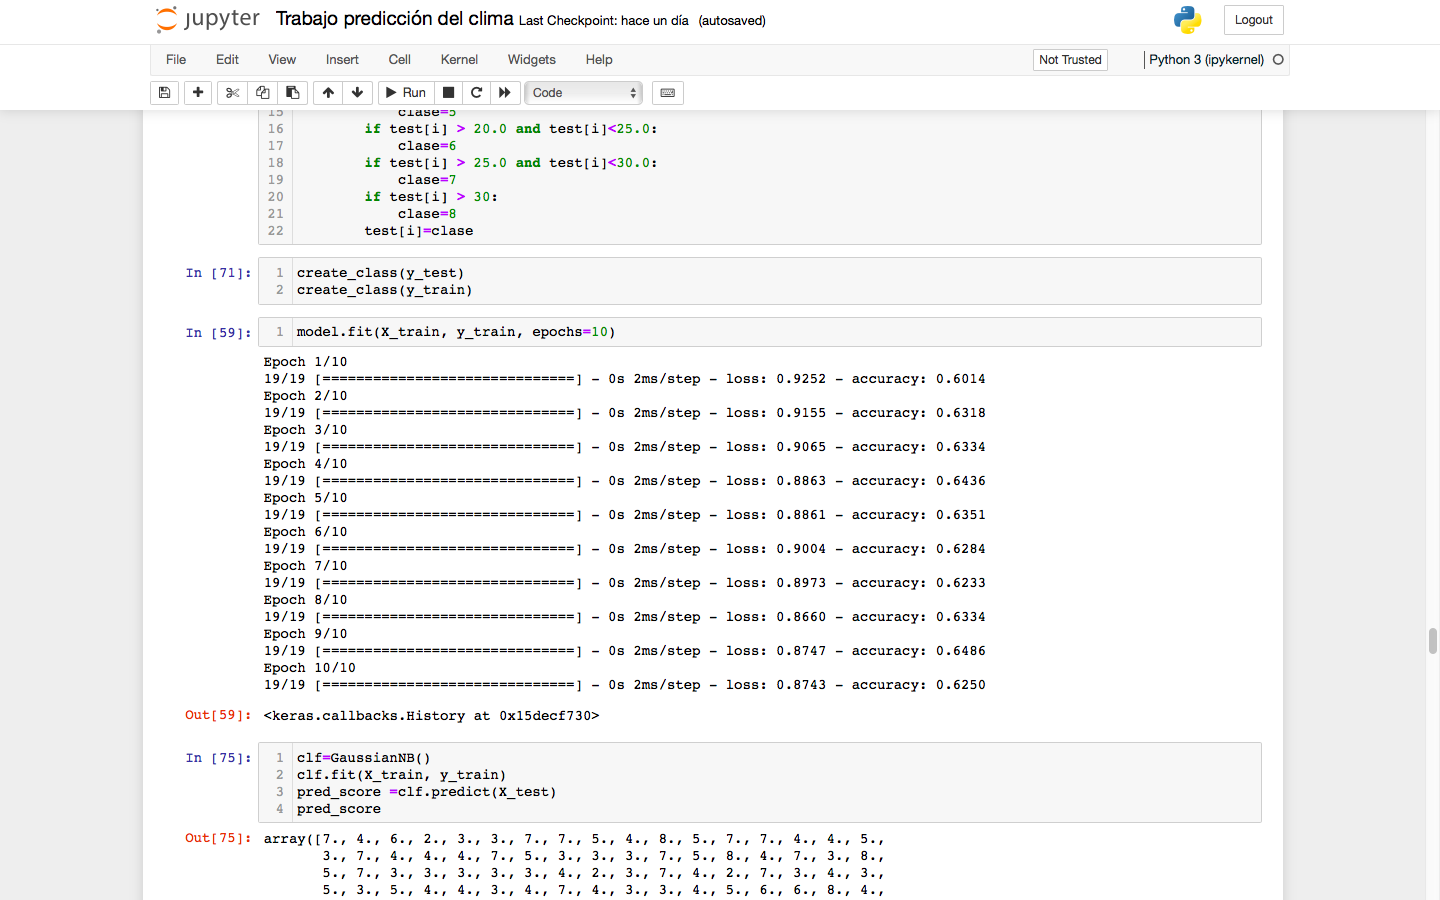 jupyter Trabajo predicción del clima Last Checkpoint: hace un día (autosaved) Logout
File Edit View Insert Cell Kernel Widgets Help Not Trusted Python 3 (ipykernel)
Run Code
15 clase=5
16 if test[i] > 20.0 and test[i]<25.0:
17 clase=6
18 if test[i] > 25.0 and test[i]<30.0:
19 clase=7
20 if test[i] > 30:
21 clase=8
22 test[i]=clase
In [71]: 1 create_class(y_test)
2 create_class(y_train)
In [59]: 1 model.fit(X_train, y_train, epochs=10)
Epoch 1/10
19/19 [==============================] - 0s 2ms/step - loss: 0.9252 - accuracy: 0.6014
Epoch 2/10
19/19 [==============================] - 0s 2ms/step - loss: 0.9155 - accuracy: 0.6318
Epoch 3/10
19/19 [==============================] - 0s 2ms/step - loss: 0.9065 - accuracy: 0.6334
Epoch 4/10
19/19 [==============================] - 0s 2ms/step - loss: 0.8863 - accuracy: 0.6436
Epoch 5/10
19/19 [==============================] - 0s 2ms/step - loss: 0.8861 - accuracy: 0.6351
Epoch 6/10
19/19 [==============================] - 0s 2ms/step - loss: 0.9004 - accuracy: 0.6284
Epoch 7/10
19/19 [==============================] - 0s 2ms/step - loss: 0.8973 - accuracy: 0.6233
Epoch 8/10
19/19 [==============================] - 0s 2ms/step - loss: 0.8660 - accuracy: 0.6334
Epoch 9/10
19/19 [==============================] - 0s 2ms/step - loss: 0.8747 - accuracy: 0.6486
Epoch 10/10
19/19 [==============================] - 0s 2ms/step - loss: 0.8743 - accuracy: 0.6250
Out[59]: <keras.callbacks.History at 0x15decf730>
In [75]: 1 clf=GaussianNB()
2 clf.fit(X_train, y_train)
3 pred_score =clf.predict(X_test)
4 pred_score
Out[75]: array([7., 4., 6., 2., 3., 3., 7., 7., 5., 4., 8., 5., 7., 7., 4., 4., 5.,
3., 7., 4., 4., 4., 7., 5., 3., 3., 3., 7., 5., 8., 4., 7., 3., 8.,
5., 7., 3., 3., 3., 3., 3., 4., 2., 3., 7., 4., 2., 7., 3., 4., 3.,
5., 3., 5., 4., 4., 3., 4., 7., 4., 3., 3., 4., 5., 6., 6., 8., 4.,